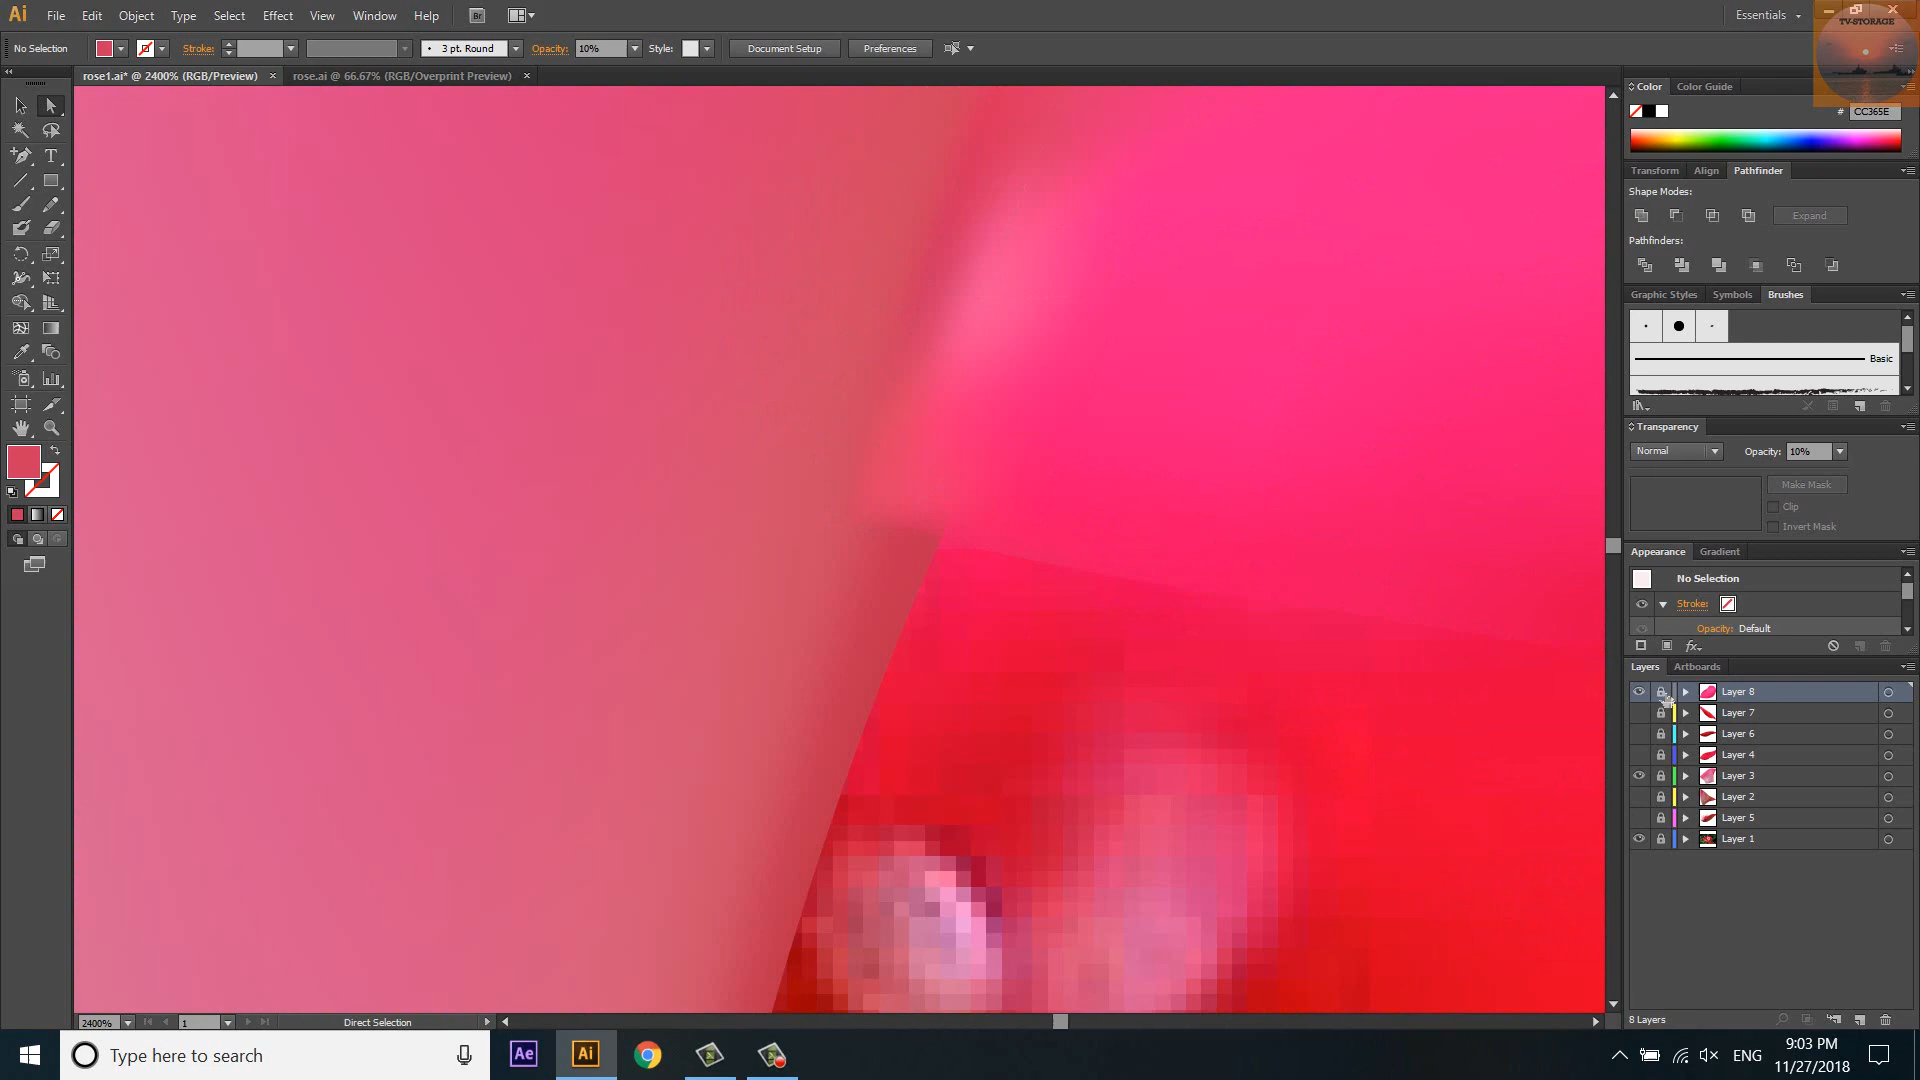 Ai File Edit Object Type Select Effect View Window Help Br Essentials
TV-STORAGE
No Selection Stroke: 3 pt. Round Opacity: 10% Style: Document Setup Preferences
rose1.ai* @ 2400% (RGB/Preview) × rose.ai @ 66.67% (RGB/Overprint Preview) ×
Color Color Guide
# CC365E
Transform Align Pathfinder
Shape Modes:
Expand
Pathfinders:
Graphic Styles Symbols Brushes
Basic
Transparency
Normal Opacity: 10%
Make Mask
Clip
Invert Mask
Appearance Gradient
No Selection
Stroke:
Opacity: Default
fx
Layers Artboards
Layer 8
Layer 7
Layer 6
Layer 4
Layer 3
Layer 2
Layer 5
Layer 1
8 Layers
2400% 1 Direct Selection
Type here to search Ae Ai ENG 9:03 PM
11/27/2018